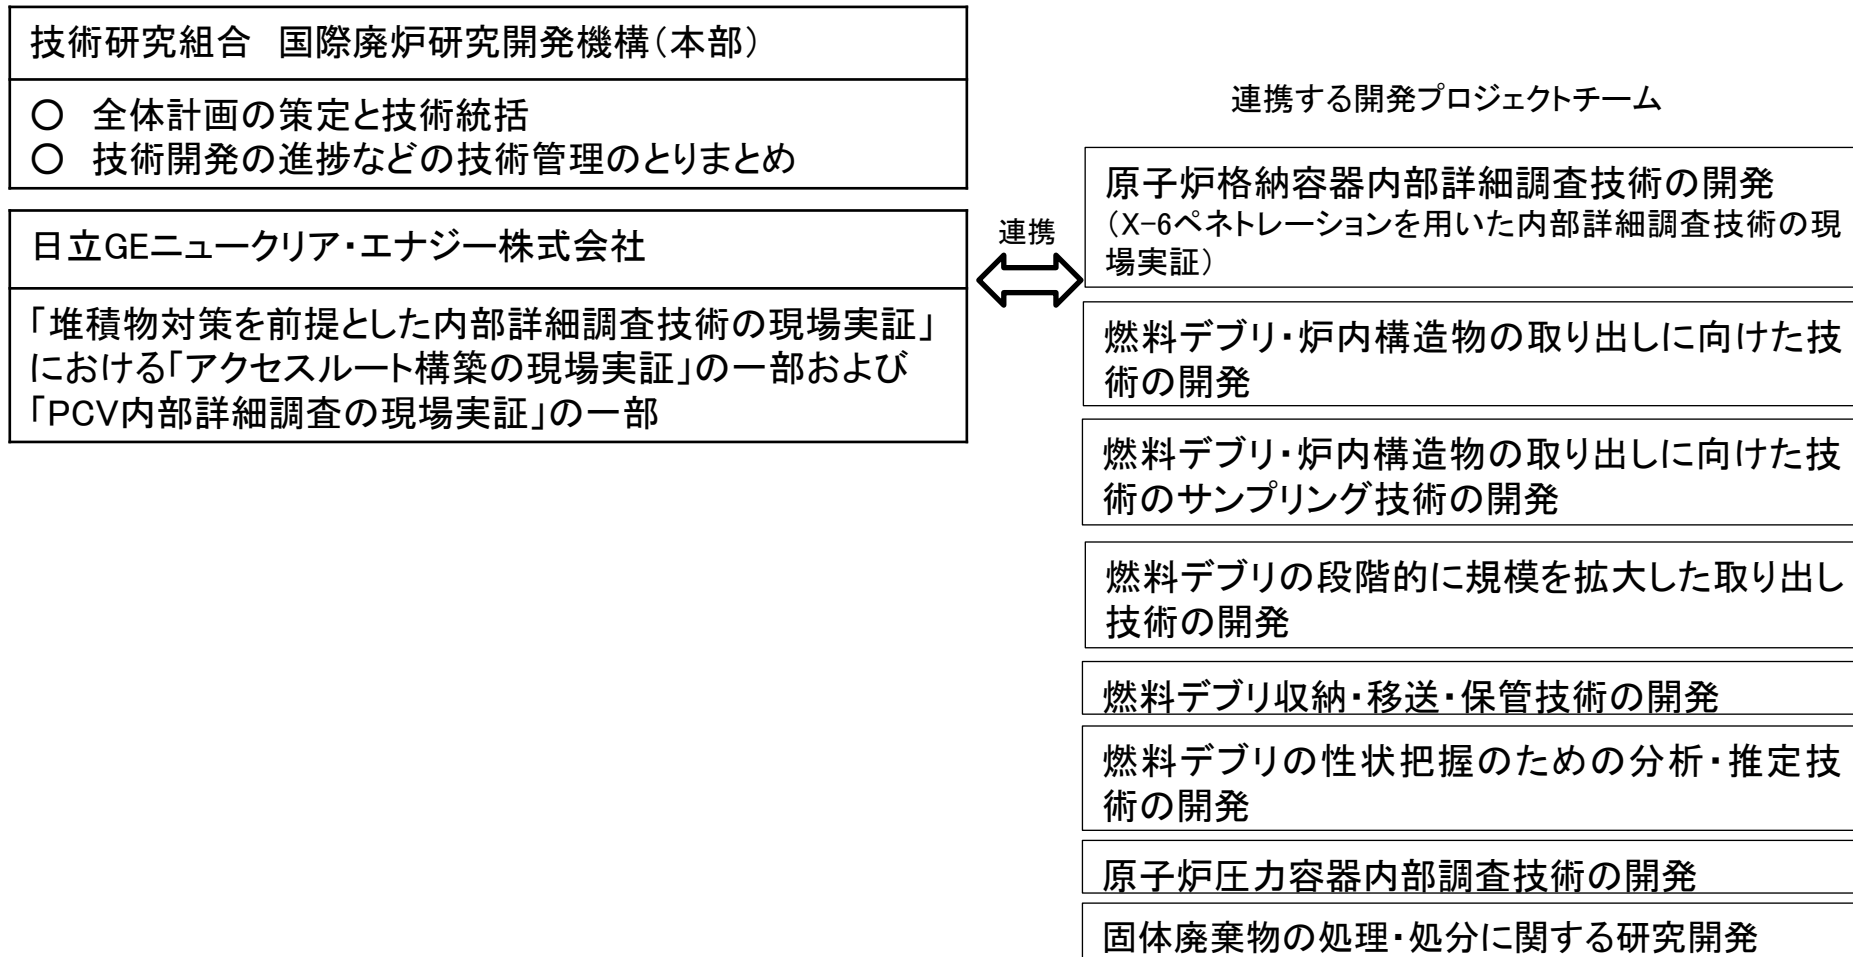 技術研究組合　国際廃炉研究開発機構（本部）
〇　全体計画の策定と技術統括
〇　技術開発の進捗などの技術管理のとりまとめ
日立GEニュークリア・エナジー株式会社
「堆積物対策を前提とした内部詳細調査技術の現場実証」
における「アクセスルート構築の現場実証」の一部および
「PCV内部詳細調査の現場実証」の一部
連携
連携する開発プロジェクトチーム
原子炉格納容器内部詳細調査技術の開発
（X-6ペネトレーションを用いた内部詳細調査技術の現
場実証）
燃料デブリ・炉内構造物の取り出しに向けた技
術の開発
燃料デブリ・炉内構造物の取り出しに向けた技
術のサンプリング技術の開発
燃料デブリの段階的に規模を拡大した取り出し
技術の開発
燃料デブリ収納・移送・保管技術の開発
燃料デブリの性状把握のための分析・推定技
術の開発
原子炉圧力容器内部調査技術の開発
固体廃棄物の処理・処分に関する研究開発